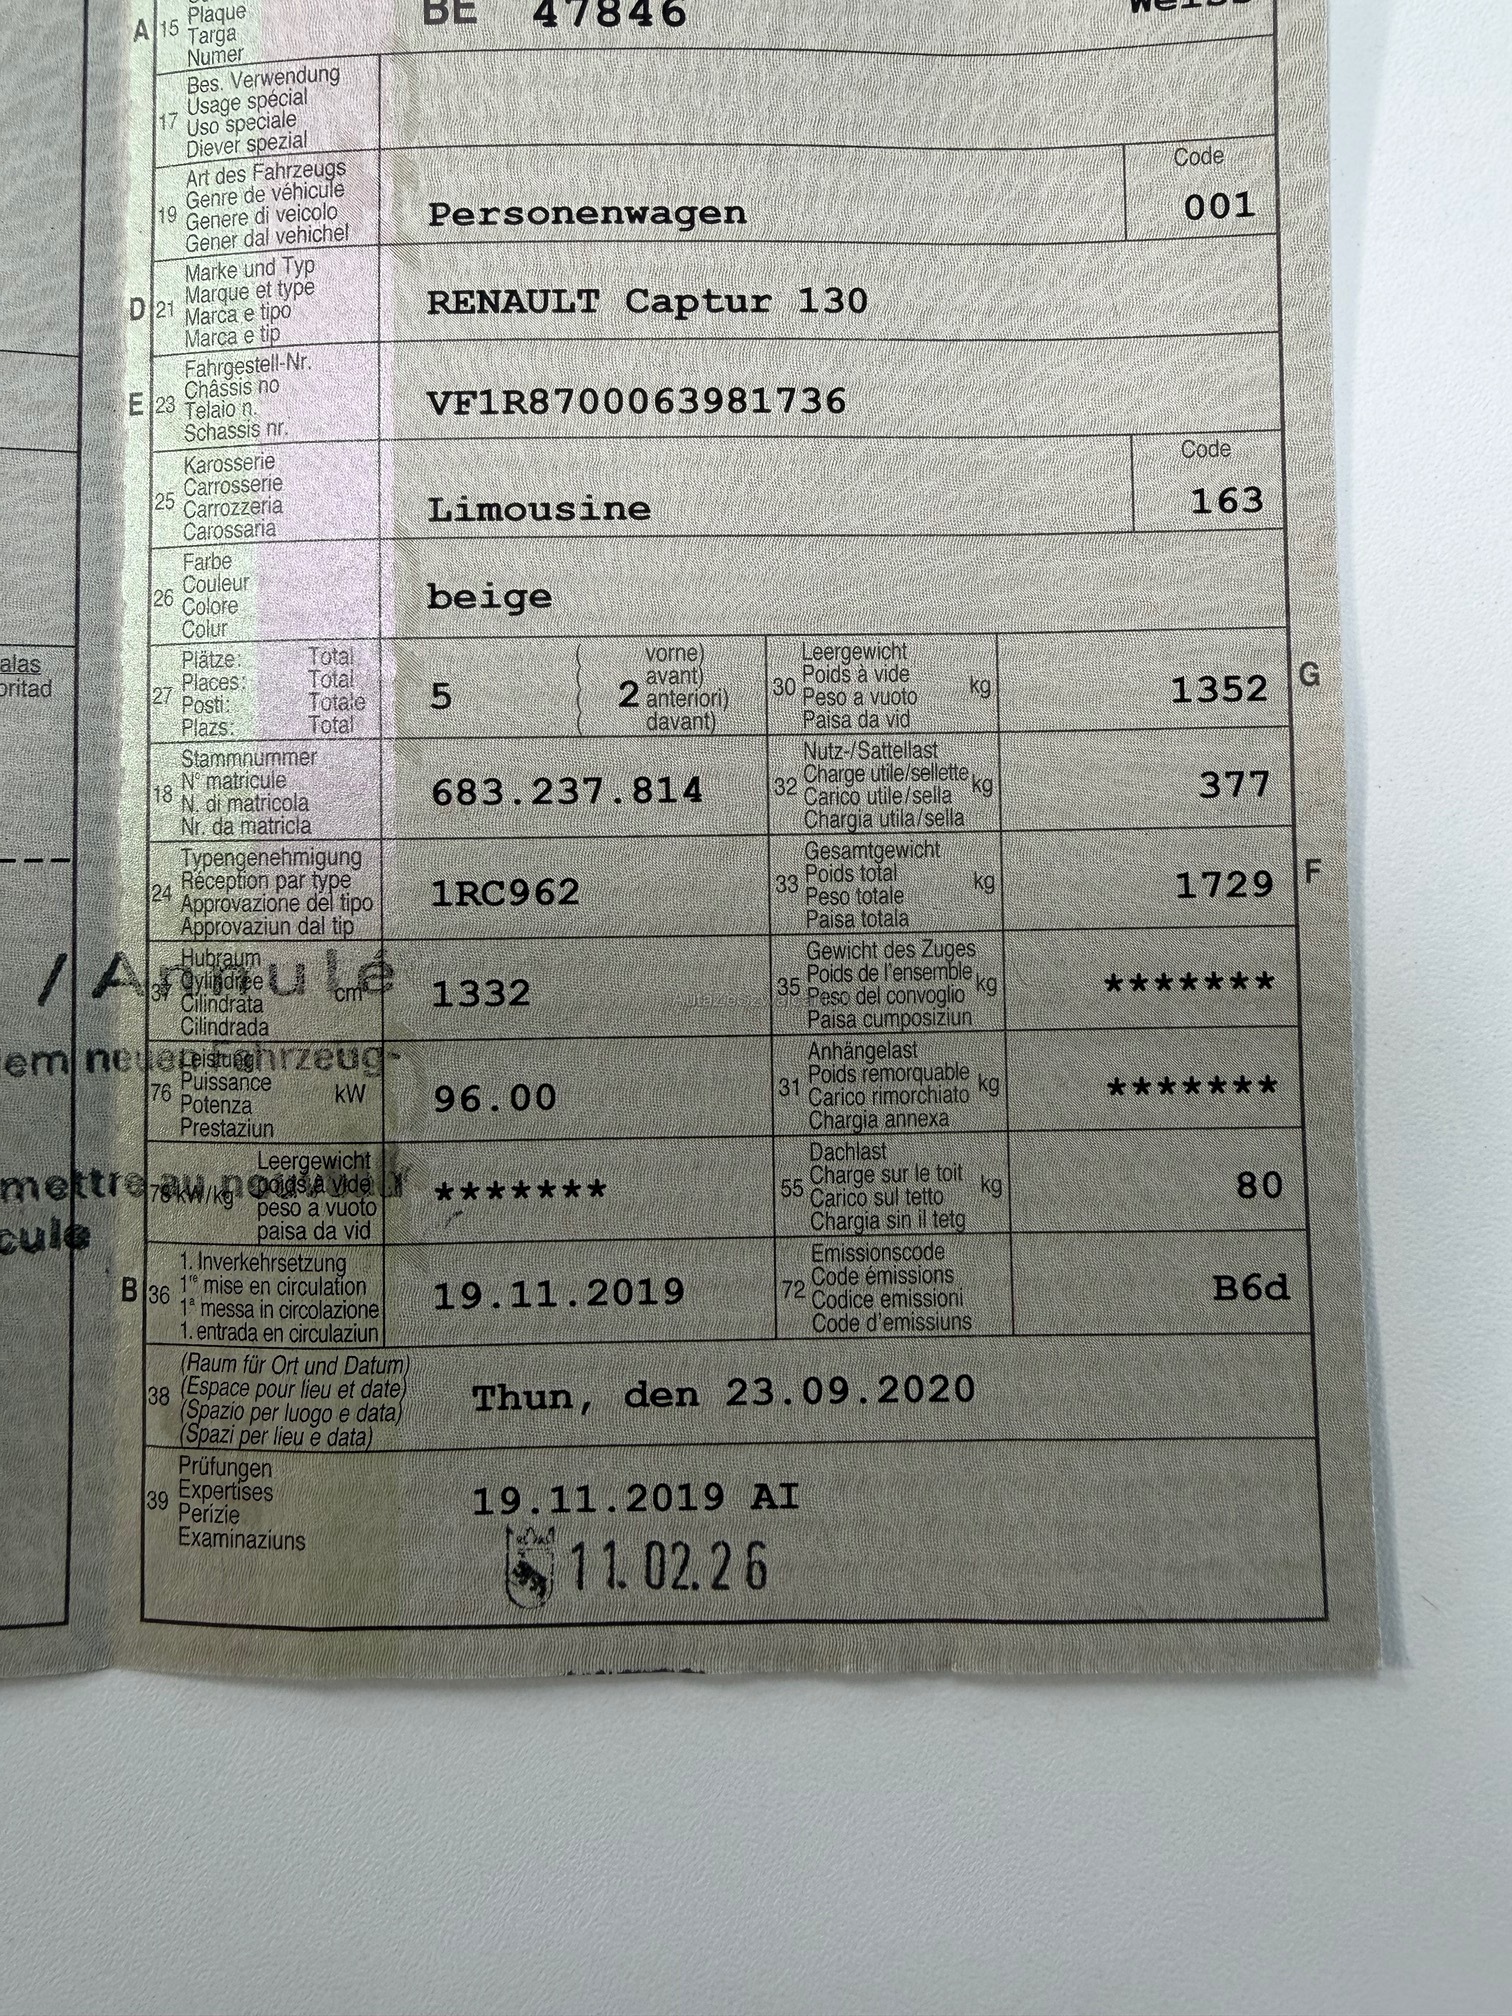 A 15 Plaque BE 47846
Targa
Numer
17 Bes. Verwendung
Usage spécial
Uso speciale
Diever spezial
19 Art des Fahrzeugs
Genre de véhicule
Genere di veicolo
Gener dal vehichel
Personenwagen
Code
001
D 21 Marke und Typ
Marque et type
Marca e tipo
Marca e tip
RENAULT Captur 130
E 23 Fahrgestell-Nr.
Châssis no
Telaio n.
Schassis nr.
VF1R8700063981736
25 Karosserie
Carrosserie
Carrozzeria
Carossaria
Limousine
Code
163
26 Farbe
Couleur
Colore
Colur
beige
27 Plätze: Total
Places: Total
Posti: Totale
Plazs: Total
5 ( 2 vorne)
( avant)
( anteriori)
( davant)
30 Leergewicht
Poids à vide
Peso a vuoto
Paisa da vid
kg 1352 G
18 Stammnummer
N° matricule
N. di matricola
Nr. da matricla
683.237.814
32 Nutz-/Sattellast
Charge utile/sellette
Carico utile/sella
Chargia utila/sella
kg 377
24 Typengenehmigung
Réception par type
Approvazione del tipo
Approvaziun dal tip
1RC962
33 Gesamtgewicht
Poids total
Peso totale
Paisa totala
kg 1729 F
37 Hubraum
Cylindrée
Cilindrata
Cilindrada
cm³ 1332
35 Gewicht des Zuges
Poids de l'ensemble
Peso del convoglio
Paisa cumposiziun
kg *******
76 Leistung
Puissance
Potenza
Prestaziun
kW 96.00
31 Anhängelast
Poids remorquable
Carico rimorchiato
Chargia annexa
kg *******
78 kW/kg Leergewicht
poids à vide
peso a vuoto
paisa da vid
*******
55 Dachlast
Charge sur le toit
Carico sul tetto
Chargia sin il tetg
kg 80
B 36 1. Inverkehrsetzung
1re mise en circulation
1a messa in circolazione
1. entrada en circulaziun
19.11.2019
72 Emissionscode
Code émissions
Codice emissioni
Code d'emissiuns
B6d
38 (Raum für Ort und Datum)
(Espace pour lieu et date)
(Spazio per luogo e data)
(Spazi per lieu e data)
Thun, den 23.09.2020
39 Prüfungen
Expertises
Perizie
Examinaziuns
19.11.2019 AI
11.02.26
alas
oritad
/ Annulé
em neuen Fahrzeug-
mettre au nouveau
cule